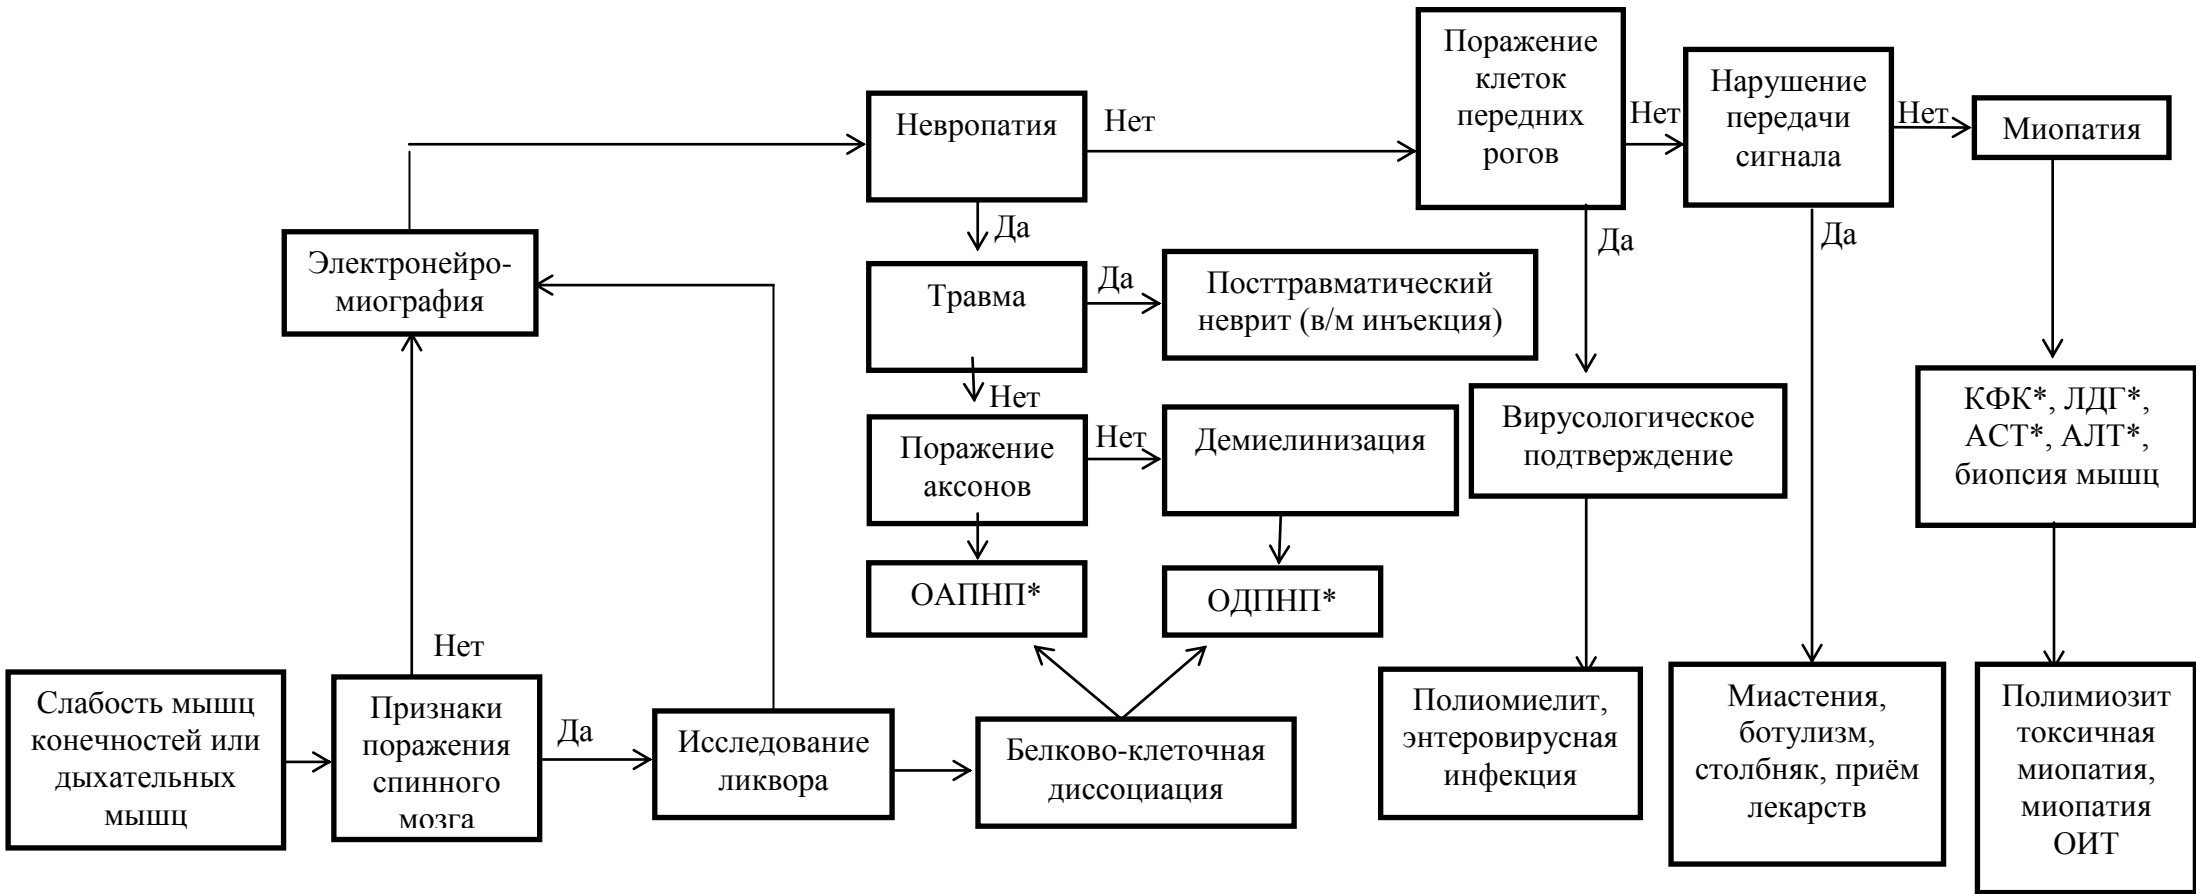 Поражение
клеток
передних
рогов
Нарушение
передачи
сигнала
Невропатия
Нет
Нет
Нет
Миопатия
Да
Да
Да
Электронейро-
миография
Травма
Да
Посттравматический
неврит (в/м инъекция)
Нет
Поражение
аксонов
Нет
Демиелинизация
Вирусологическое
подтверждение
КФК*, ЛДГ*,
АСТ*, АЛТ*,
биопсия мышц
ОАПНП*
ОДПНП*
Нет
Слабость мышц
конечностей или
дыхательных
мышц
Признаки
поражения
спинного
мозга
Да
Исследование
ликвора
Белково-клеточная
диссоциация
Полиомиелит,
энтеровирусная
инфекция
Миастения,
ботулизм,
столбняк, приём
лекарств
Полимиозит
токсичная
миопатия,
миопатия
ОИТ